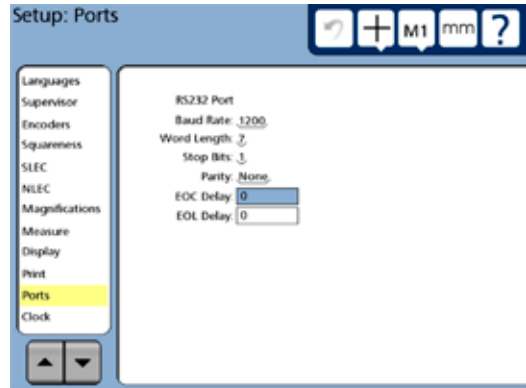 Setup: Ports
M1 mm ?
Languages
Supervisor
Encoders
Squareness
SLEC
NLEC
Magnifications
Measure
Display
Print
Ports
Clock
RS232 Port
Baud Rate: 1200
Word Length: 7
Stop Bits: 1
Parity: None
EOC Delay: 0
EOL Delay: 0